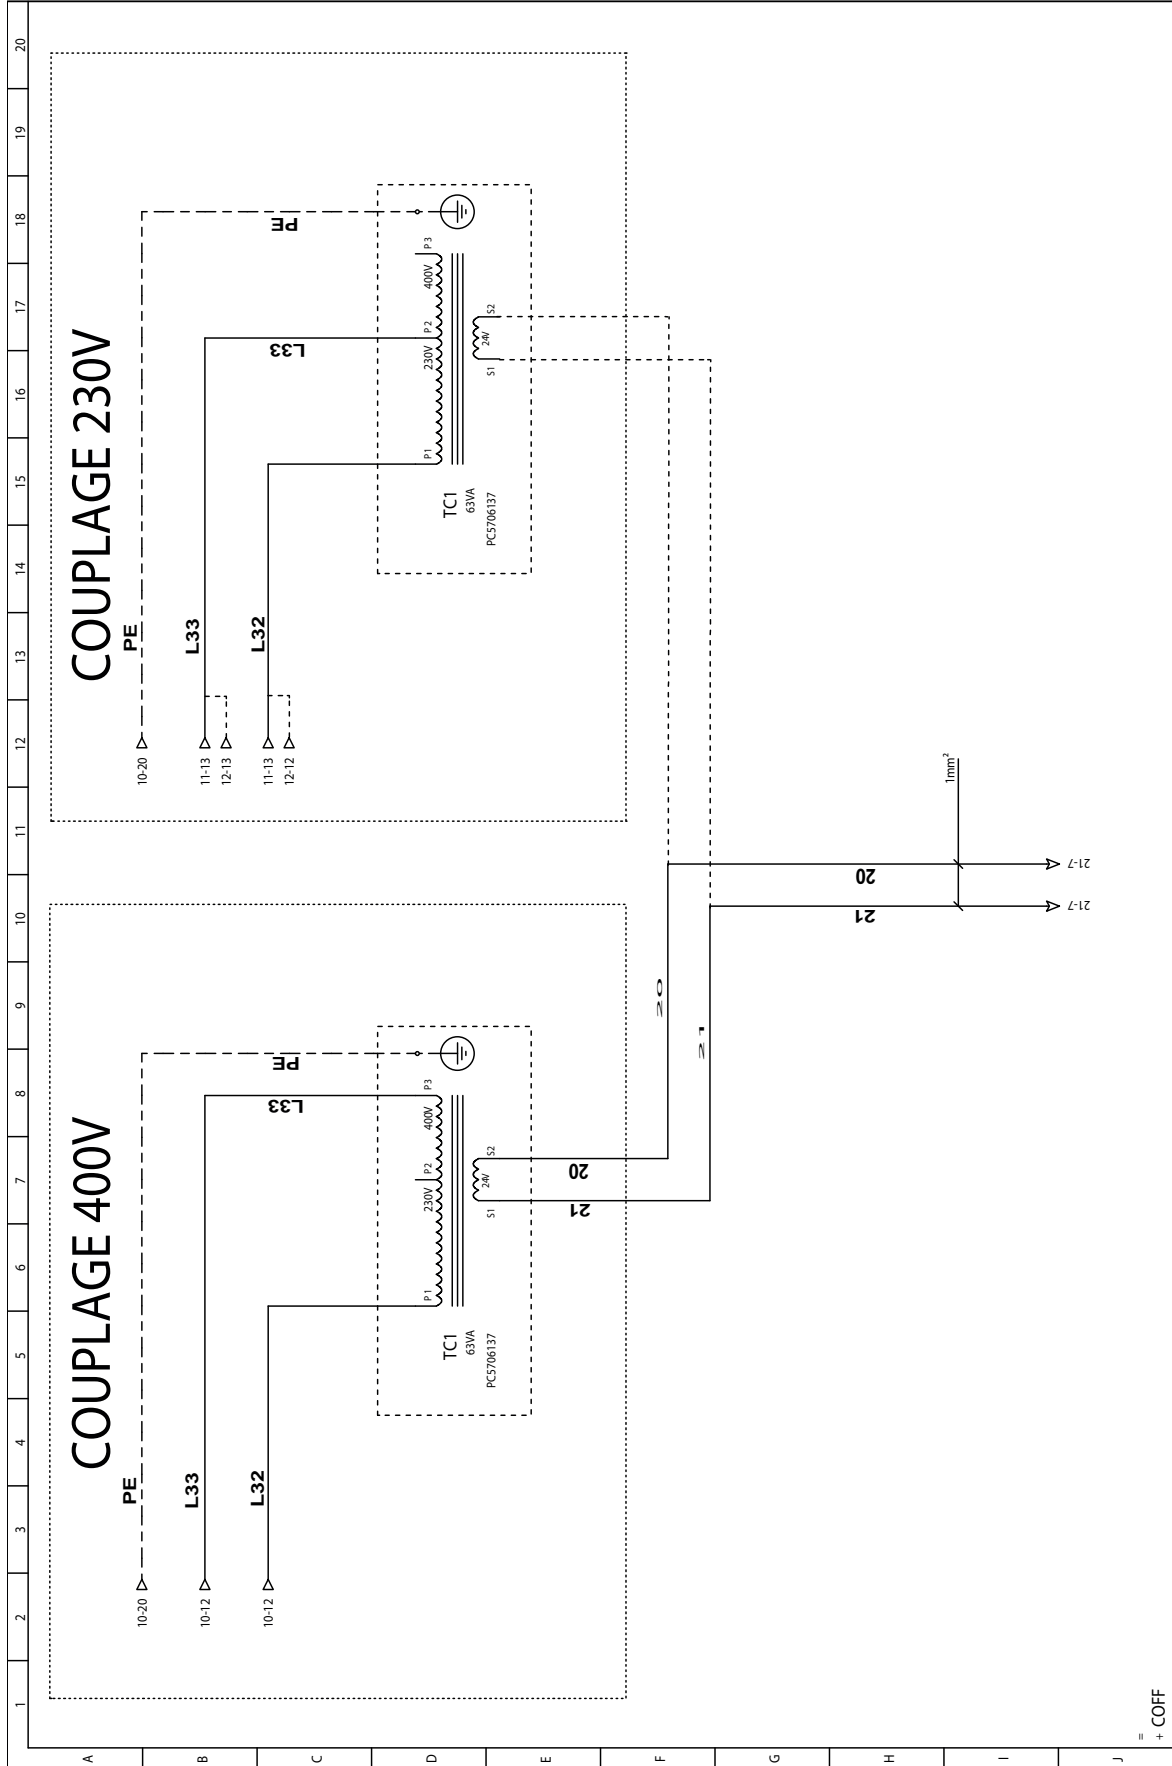 1 2 3 4 5 6 7 8 9 10 11 12 13 14 15 16 17 18 19 20
A
B
C
D
E
F
G
H
I
J
COUPLAGE 400V
10-20
PE
PE
10-12
L33
L33
10-12
L32
P1
230V
P2
400V
P3
TC1
63VA
PC5706137
S1
24V
S2
21
20
20
21
COUPLAGE 230V
10-20
PE
PE
11-13
L33
L33
12-13
11-13
L32
12-12
P1
230V
P2
400V
P3
TC1
63VA
PC5706137
S1
24V
S2
21
20
1mm²
21-7
21-7
=
+ COFF